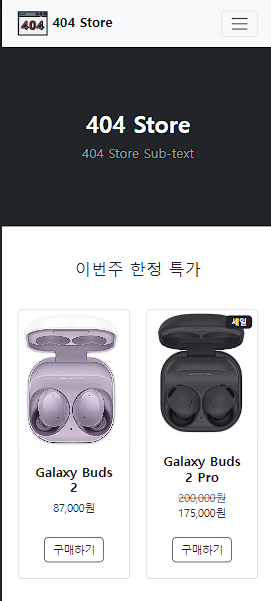 404 404 Store
404 Store
404 Store Sub-text
이번주 한정 특가
세일
Galaxy Buds
2
87,000원
구매하기
Galaxy Buds
2 Pro
200,000원
175,000원
구매하기